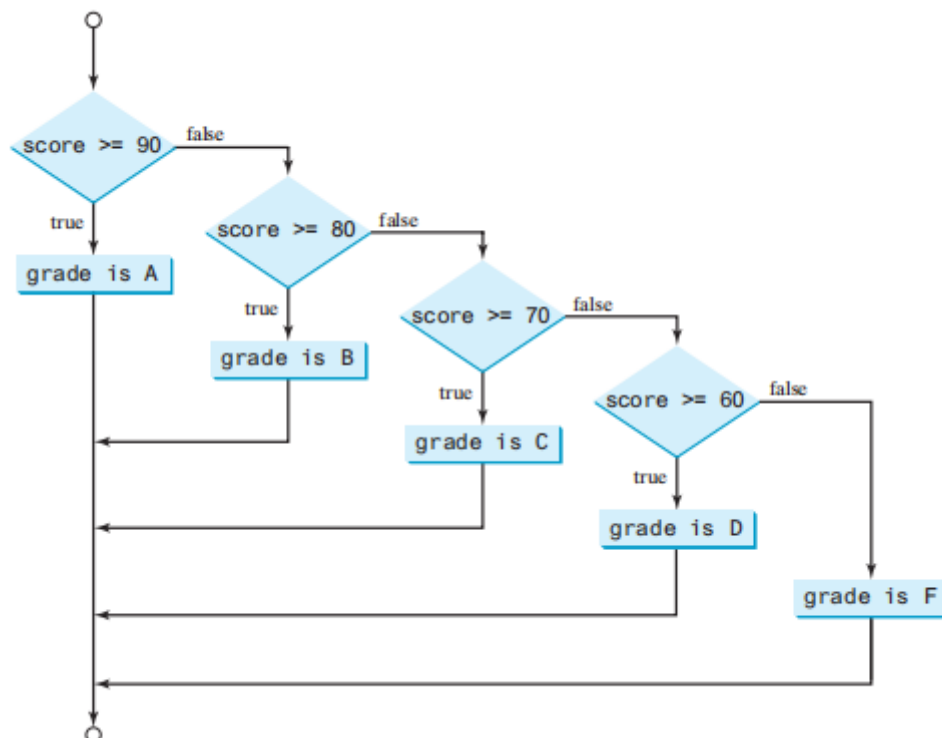 score >= 90
false
true
grade is A
score >= 80
false
true
grade is B
score >= 70
false
true
grade is C
score >= 60
false
true
grade is D
grade is F